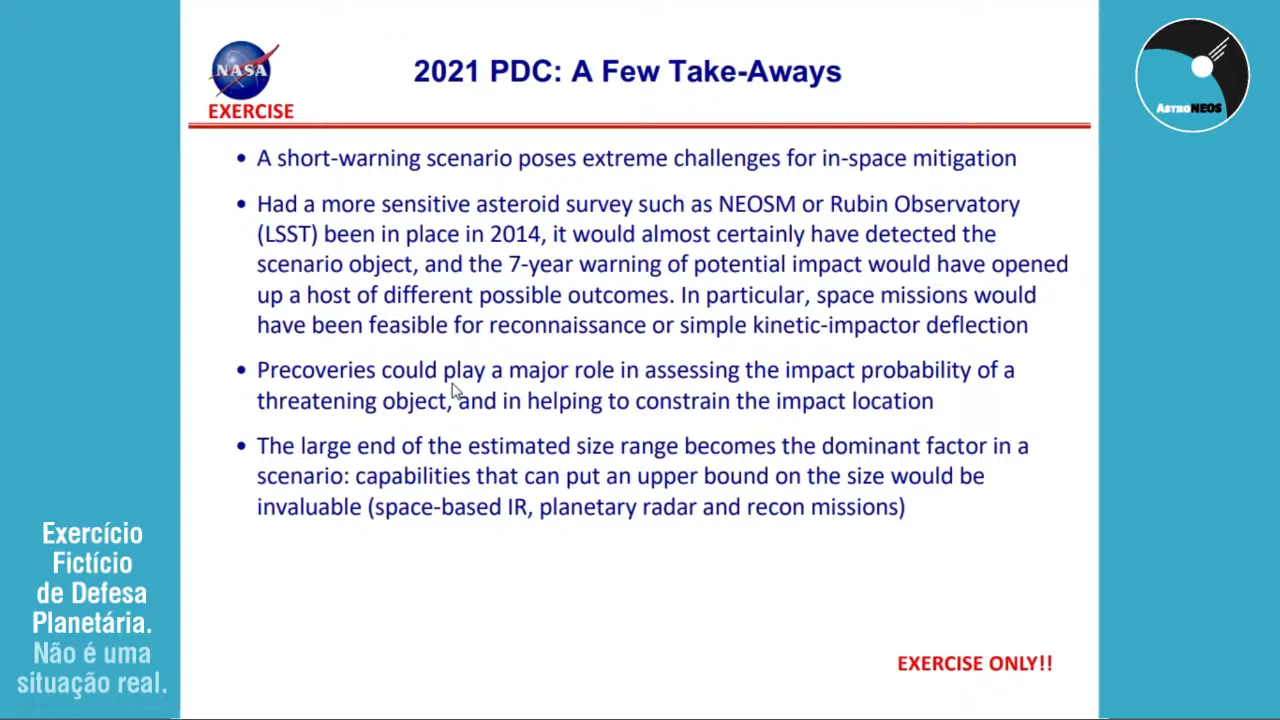 NASA
EXERCISE
2021 PDC: A Few Take-Aways
ASTRONEOS
• A short-warning scenario poses extreme challenges for in-space mitigation
• Had a more sensitive asteroid survey such as NEOSM or Rubin Observatory
(LSST) been in place in 2014, it would almost certainly have detected the
scenario object, and the 7-year warning of potential impact would have opened
up a host of different possible outcomes. In particular, space missions would
have been feasible for reconnaissance or simple kinetic-impactor deflection
• Precoveries could play a major role in assessing the impact probability of a
threatening object, and in helping to constrain the impact location
• The large end of the estimated size range becomes the dominant factor in a
scenario: capabilities that can put an upper bound on the size would be
invaluable (space-based IR, planetary radar and recon missions)
Exercício
Fictício
de Defesa
Planetária.
Não é uma
situação real.
EXERCISE ONLY!!